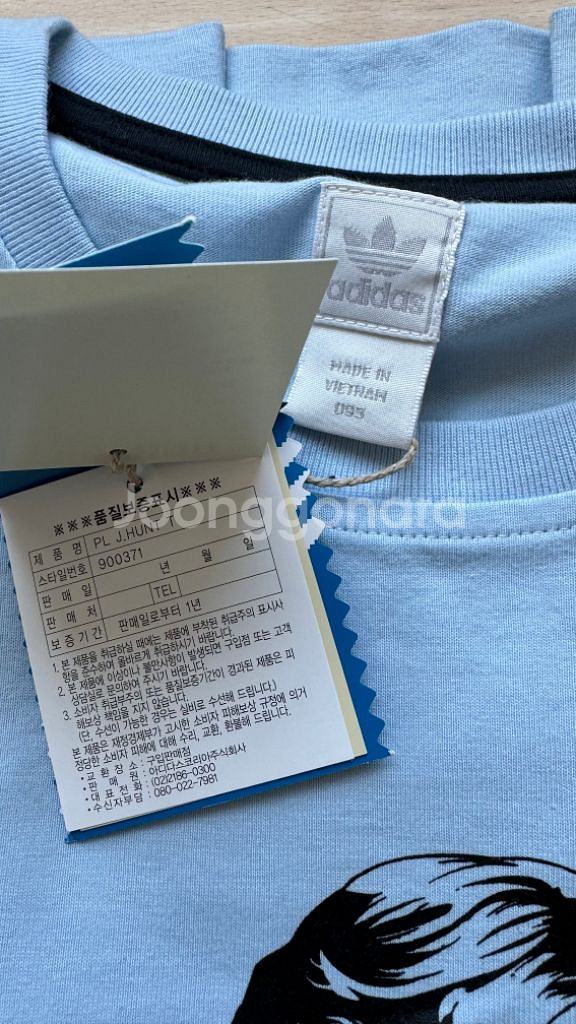 adidas
MADE IN
VIETNAM
093
Joonggonara
※※※품질보증표시※※※
제 품 명 PL J.HUNT
스타일번호 900371
판 매 일 년 월 일
판 매 처 TEL
보 증 기 간 판매일로부터 1년
1. 본 제품을 취급하실 때에는 제품에 부착된 취급주의 표시사
항을 준수하여 올바르게 취급하시기 바랍니다.
2. 본 제품에 이상이나 불만사항이 발생되면 구입점 또는 고객
상담실로 문의하여 주시기 바랍니다.
3. 소비자 취급부주의 또는 품질보증기간이 경과된 제품은 피
해보상 책임을 지지 않습니다.
(단, 수선이 가능한 경우는 실비로 수선해 드립니다.)
본 제품은 재정경제부가 고시한 소비자 피해보상 규정에 의거
정당한 소비자 피해에 대해 수리, 교환, 환불해 드립니다.
• 교 환 장 소 : 구입판매점
• 판 매 원 : 아디다스코리아주식회사
• 대 표 전 화 : (02)2186-0300
• 수신자부담 : 080-022-7981